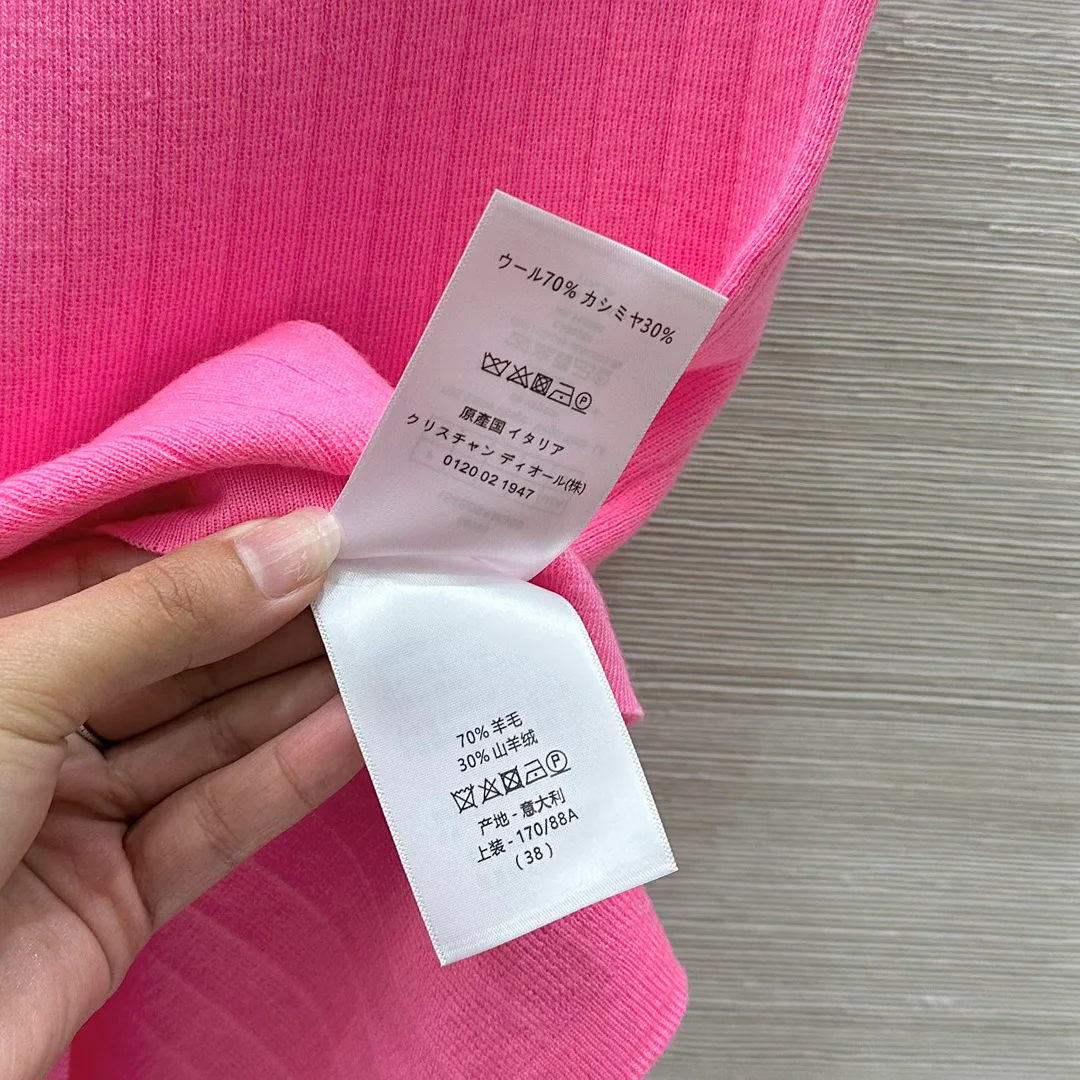 ウール70% カシミヤ30%
P
原産国 イタリア
クリスチャン ディオール(株)
0120 02 1947
70% 羊毛
30% 山羊绒
P
产地 - 意大利
上装 - 170/88A
( 38 )